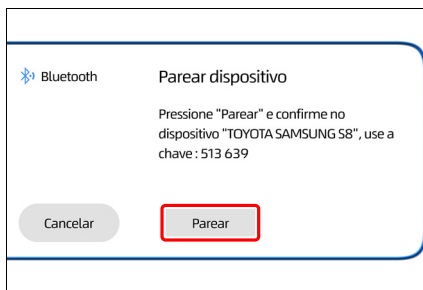 Bluetooth
Parear dispositivo
Pressione "Parear" e confirme no
dispositivo "TOYOTA SAMSUNG S8", use a
chave : 513 639
Cancelar
Parear